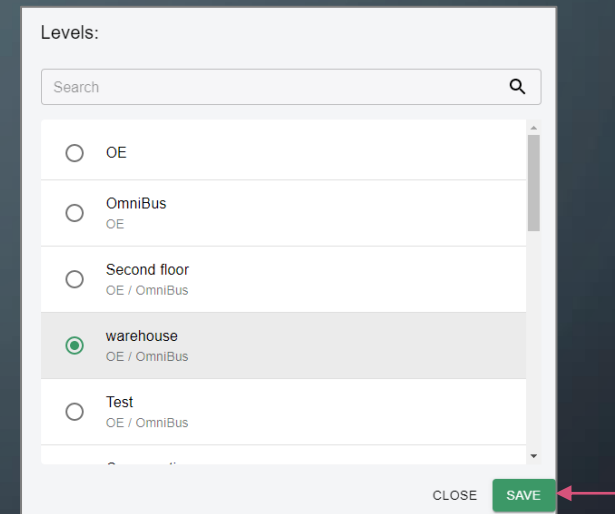 Levels:
Search
OE
OmniBus
OE
Second floor
OE / OmniBus
warehouse
OE / OmniBus
Test
OE / OmniBus
CLOSE
SAVE